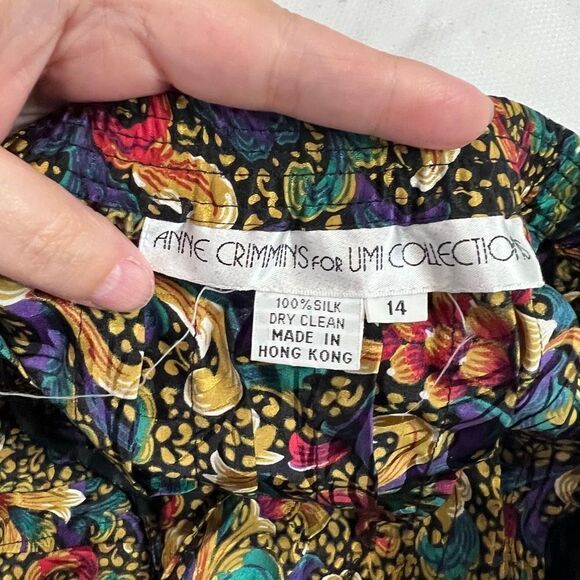 ANNE CRIMMINS FOR UMI COLLECTIONS
100% SILK
DRY CLEAN
MADE IN
HONG KONG
14